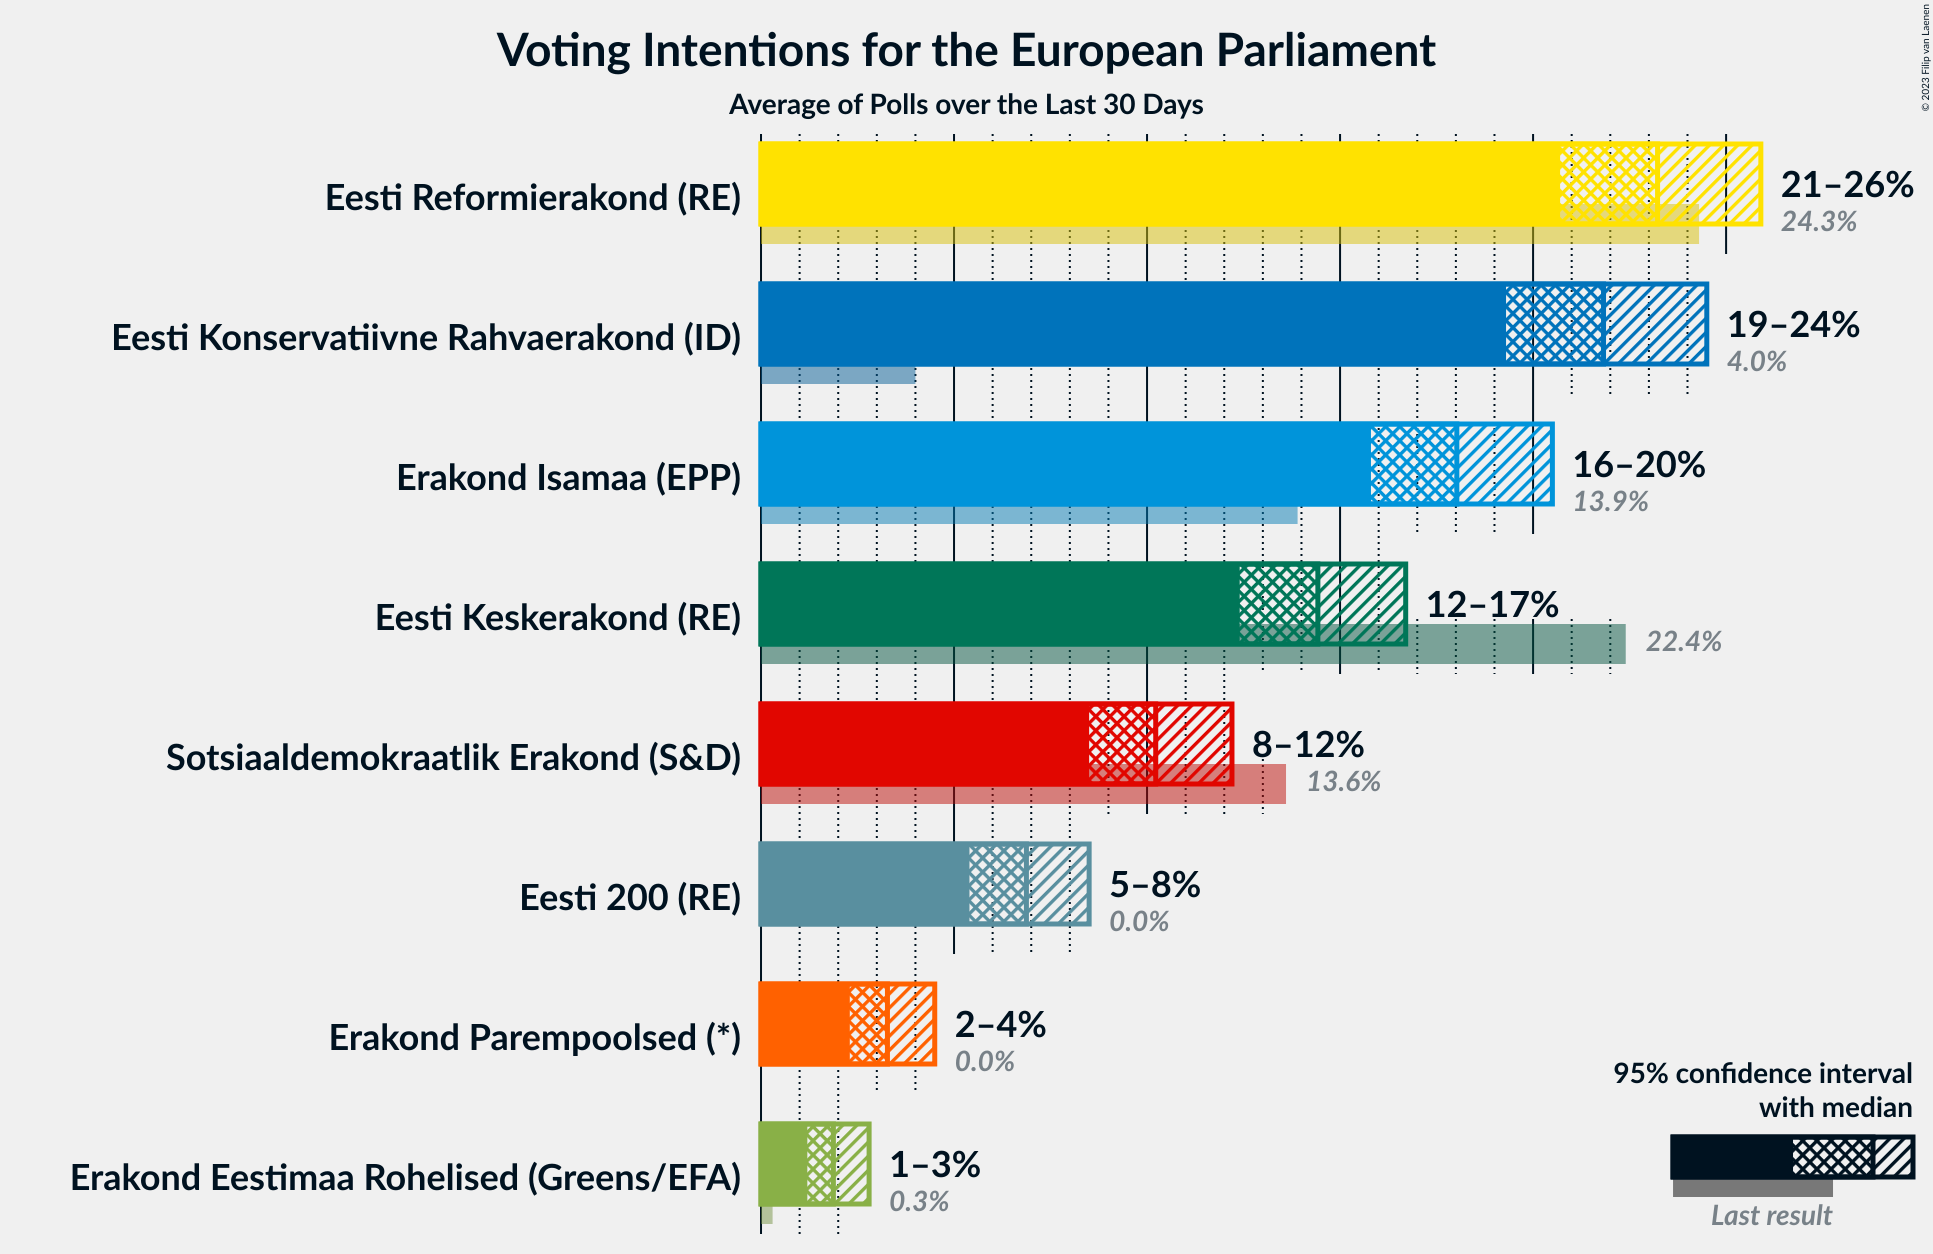 Voting Intentions for the European Parliament
Average of Polls over the Last 30 Days
© 2023 Filip van Laenen
Eesti Reformierakond (RE)
21–26%
24.3%
Eesti Konservatiivne Rahvaerakond (ID)
19–24%
4.0%
Erakond Isamaa (EPP)
16–20%
13.9%
Eesti Keskerakond (RE)
12–17%
22.4%
Sotsiaaldemokraatlik Erakond (S&D)
8–12%
13.6%
Eesti 200 (RE)
5–8%
0.0%
Erakond Parempoolsed (*)
2–4%
0.0%
Erakond Eestimaa Rohelised (Greens/EFA)
1–3%
0.3%
95% confidence interval
with median
Last result